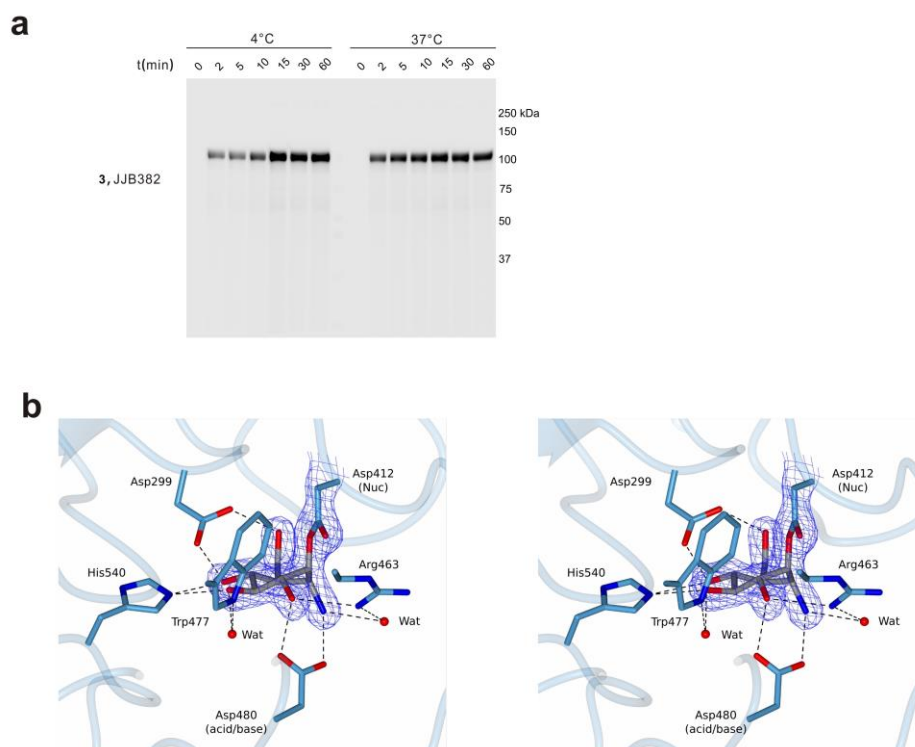 a
4°C 37°C
t(min) 0 2 5 10 15 30 60 0 2 5 10 15 30 60
250 kDa
150
100
3, JJB382
75
50
37
b
Asp412
(Nuc)
Asp299
Arg463
His540
Trp477
Wat
Wat
Asp480
(acid/base)
Asp412
(Nuc)
Asp299
Arg463
His540
Trp477
Wat
Wat
Asp480
(acid/base)